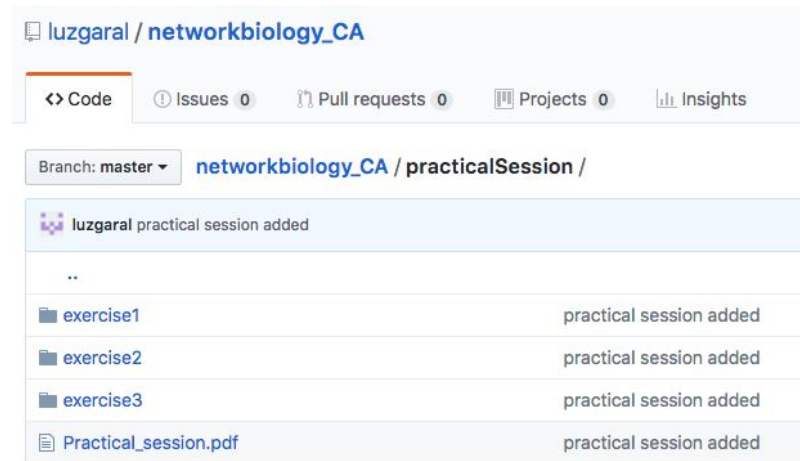 luzgaral / networkbiology_CA
<> Code Issues 0 Pull requests 0 Projects 0 Insights
Branch: master networkbiology_CA / practicalSession /
luzgaral practical session added
..
exercise1 practical session added
exercise2 practical session added
exercise3 practical session added
Practical_session.pdf practical session added